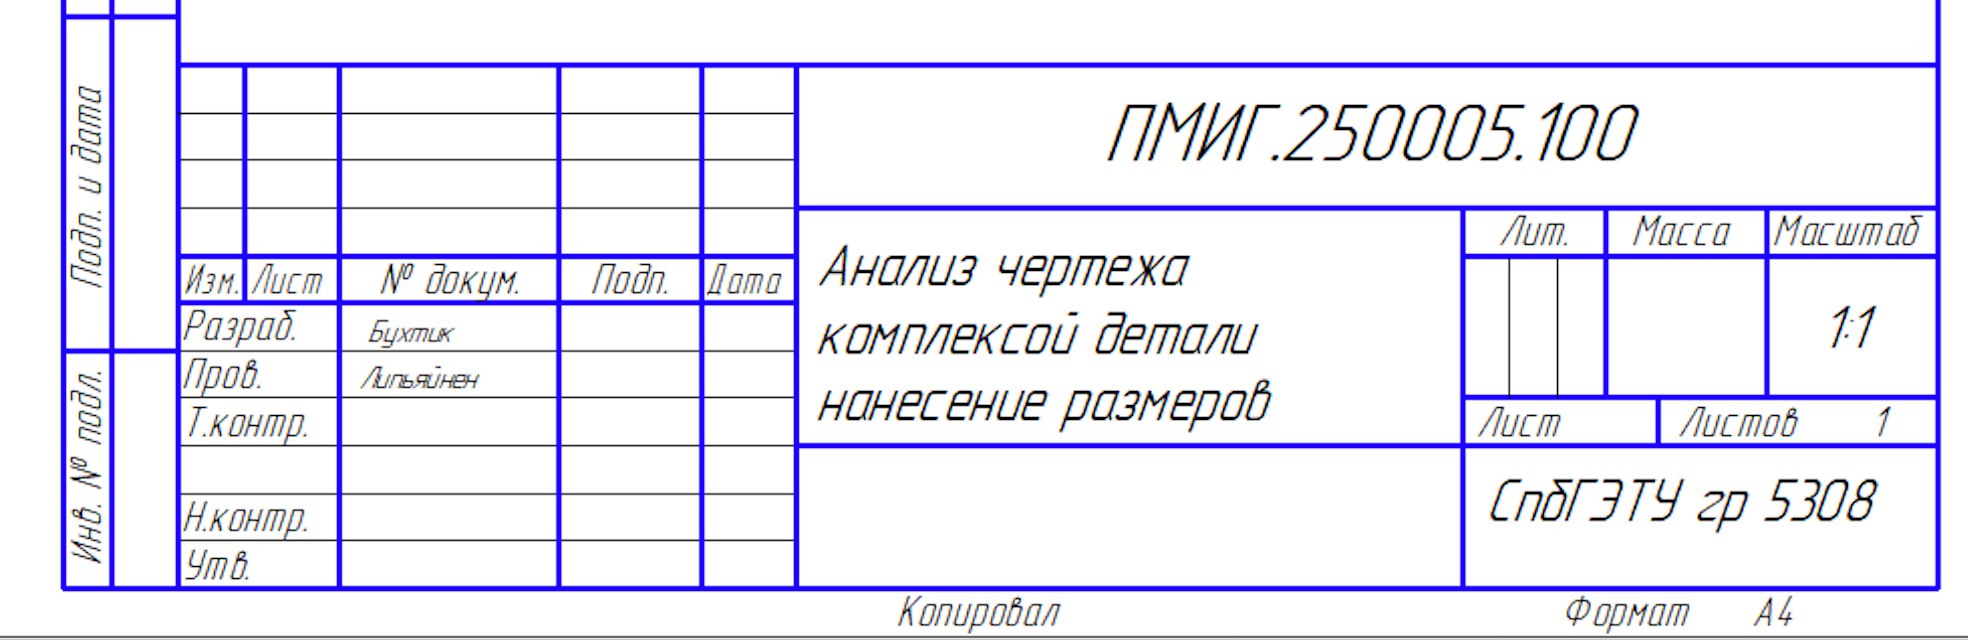 Подп. и дата
Инв. № подл.
ПМИГ.250005.100
Изм. Лист № докум. Подп. Дата
Разраб. Бухтик
Пров. Липьяйнен
Т.контр.
Н.контр.
Утв.
Анализ чертежа
комплексой детали
нанесение размеров
Лит. Масса Масштаб
1:1
Лист Листов 1
СпбГЭТУ гр 5308
Копировал Формат А4